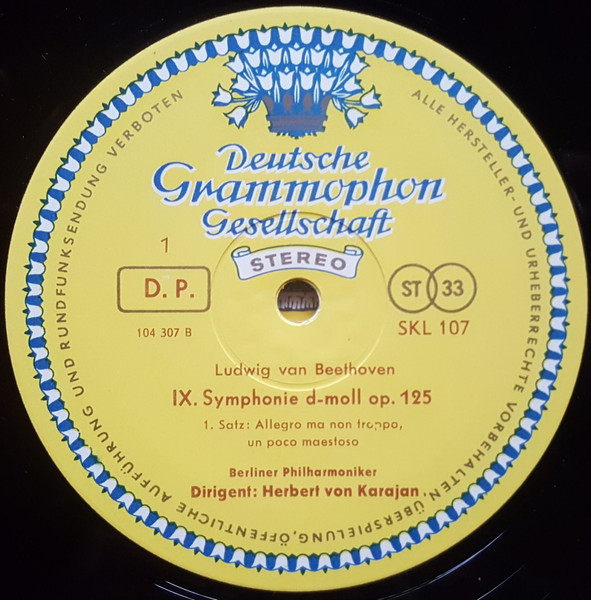 Deutsche
Grammophon
Gesellschaft
STEREO
1
D. P.
104 307 B
ST 33
SKL 107
Ludwig van Beethoven
IX. Symphonie d-moll op. 125
1. Satz: Allegro ma non troppo,
un poco maestoso
Berliner Philharmoniker
Dirigent: Herbert von Karajan
ALLE HERSTELLER- UND URHEBERRECHTE VORBEHALTEN, ÜBERSPIELUNG, ÖFFENTLICHE AUFFÜHRUNG UND RUNDFUNKSENDUNG VERBOTEN